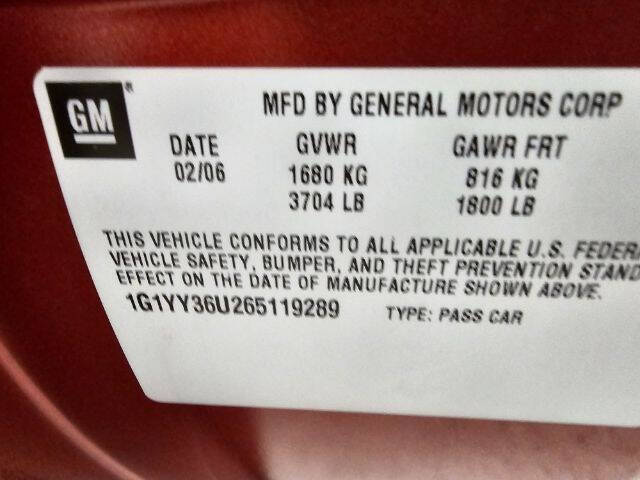 GM®
MFD BY GENERAL MOTORS CORP
DATE GVWR GAWR FRT
02/06 1680 KG 816 KG
3704 LB 1800 LB
THIS VEHICLE CONFORMS TO ALL APPLICABLE U.S. FEDER
VEHICLE SAFETY, BUMPER, AND THEFT PREVENTION STAND
EFFECT ON THE DATE OF MANUFACTURE SHOWN ABOVE.
1G1YY36U265119289 TYPE: PASS CAR